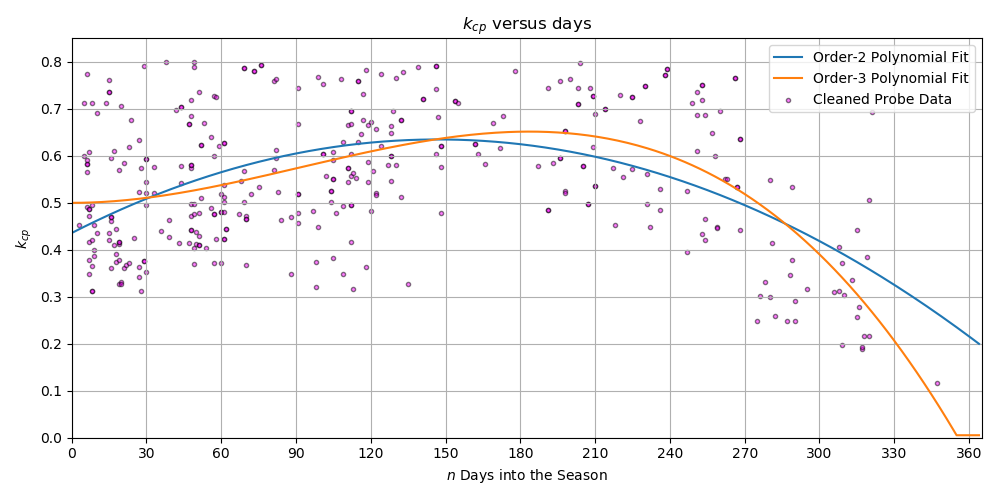 k_cp versus days
Order-2 Polynomial Fit
Order-3 Polynomial Fit
Cleaned Probe Data
k_cp
0.8
0.7
0.6
0.5
0.4
0.3
0.2
0.1
0.0
0 30 60 90 120 150 180 210 240 270 300 330 360
n Days into the Season